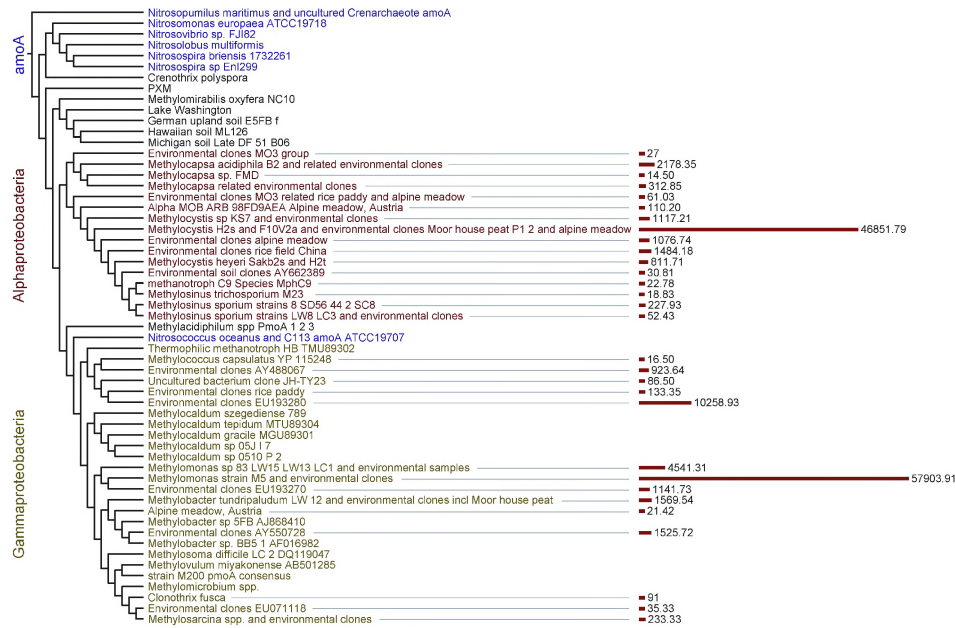 amoA
Alphaproteobacteria
Gammaproteobacteria
Nitrosopumilus maritimus and uncultured Crenarchaeote amoA
Nitrosomonas europaea ATCC19718
Nitrosovibrio sp. FJI82
Nitrosolobus multiformis
Nitrosospira briensis 1732261
Nitrosospira sp EnI299
Crenothrix polyspora
PXM
Methylomirabilis oxyfera NC10
Lake Washington
German upland soil E5FB f
Hawaiian soil ML126
Michigan soil Late DF 51 B06
Environmental clones MO3 group 27
Methylocapsa acidiphila B2 and related environmental clones 2178.35
Methylocapsa sp. FMD 14.50
Methylocapsa related environmental clones 312.85
Environmental clones MO3 related rice paddy and alpine meadow 61.03
Alpha MOB ARB 98FD9AEA Alpine meadow, Austria 110.20
Methylocystis sp KS7 and environmental clones 1117.21
Methylocystis H2s and F10V2a and environmental clones Moor house peat P1 2 and alpine meadow 46851.79
Environmental clones alpine meadow 1076.74
Environmental clones rice field China 1484.18
Methylocystis heyeri Sakb2s and H2t 811.71
Environmental soil clones AY662389 30.81
methanotroph C9 Species MphC9 22.78
Methylosinus trichosporium M23 18.83
Methylosinus sporium strains 8 SD56 44 2 SC8 227.93
Methylosinus sporium strains LW8 LC3 and environmental clones 52.43
Methylacidiphilum spp PmoA 1 2 3
Nitrosococcus oceanus and C113 amoA ATCC19707
Thermophilic methanotroph HB TMU89302
Methylococcus capsulatus YP 115248 16.50
Environmental clones AY488067 923.64
Uncultured bacterium clone JH-TY23 86.50
Environmental clones rice paddy 133.35
Environmental clones EU193280 10258.93
Methylocaldum szegediense 789
Methylocaldum tepidum MTU89304
Methylocaldum gracile MGU89301
Methylocaldum sp 05J I 7
Methylocaldum sp 0510 P 2
Methylomonas sp 83 LW15 LW13 LC1 and environmental samples 4541.31
Methylomonas strain M5 and environmental clones 57903.91
Environmental clones EU193270 1141.73
Methylobacter tundripaludum LW 12 and environmental clones incl Moor house peat 1569.54
Alpine meadow, Austria 21.42
Methylobacter sp 5FB AJ868410
Environmental clones AY550728 1525.72
Methylobacter sp. BB5 1 AF016982
Methylosoma difficile LC 2 DQ119047
Methylovulum miyakonense AB501285
strain M200 pmoA consensus
Methylomicrobium spp.
Clonothrix fusca 91
Environmental clones EU071118 35.33
Methylosarcina spp. and environmental clones 233.33